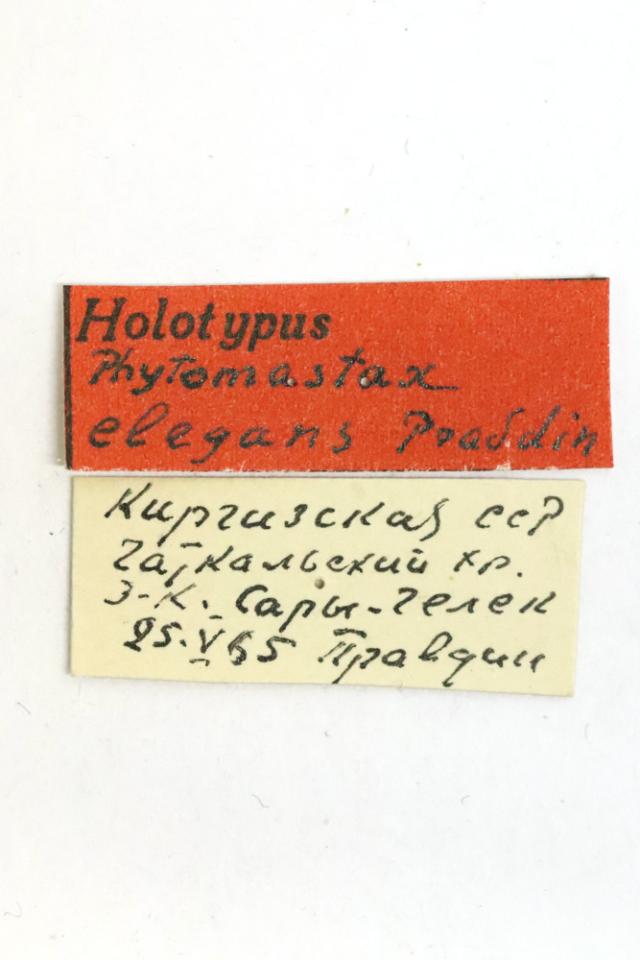 Holotypus
Phytomastax
elegans Pravdin
Киргизская ССР
Чаткальский хр.
З-к. Сары-Челек
25.V.65 Правдин